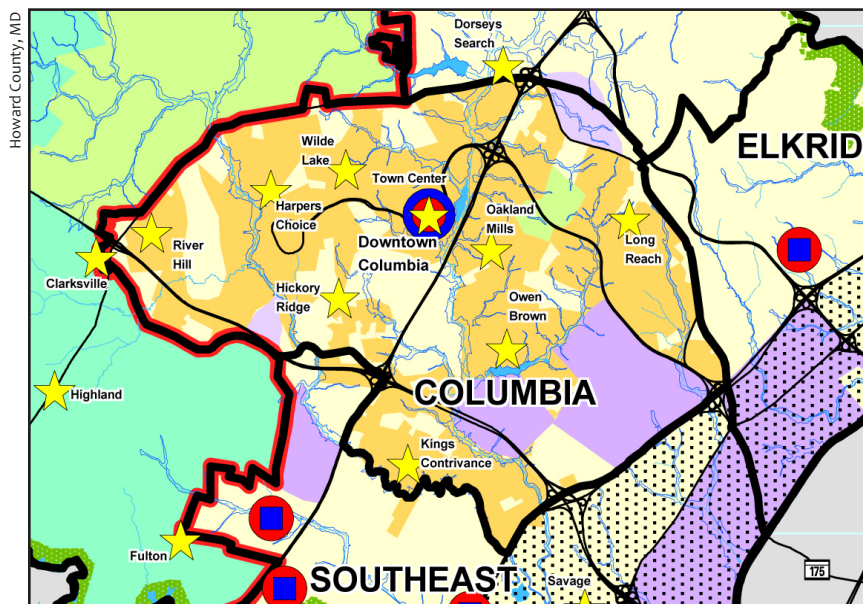 Howard County, MD
Dorseys
Search
ELKRID
Wilde
Lake
Town Center
Harpers
Choice
Oakland
Mills
River
Hill
Downtown
Columbia
Long
Reach
Clarksville
Hickory
Ridge
Owen
Brown
Highland
COLUMBIA
Kings
Contrivance
Fulton
175
SOUTHEAST
Savage